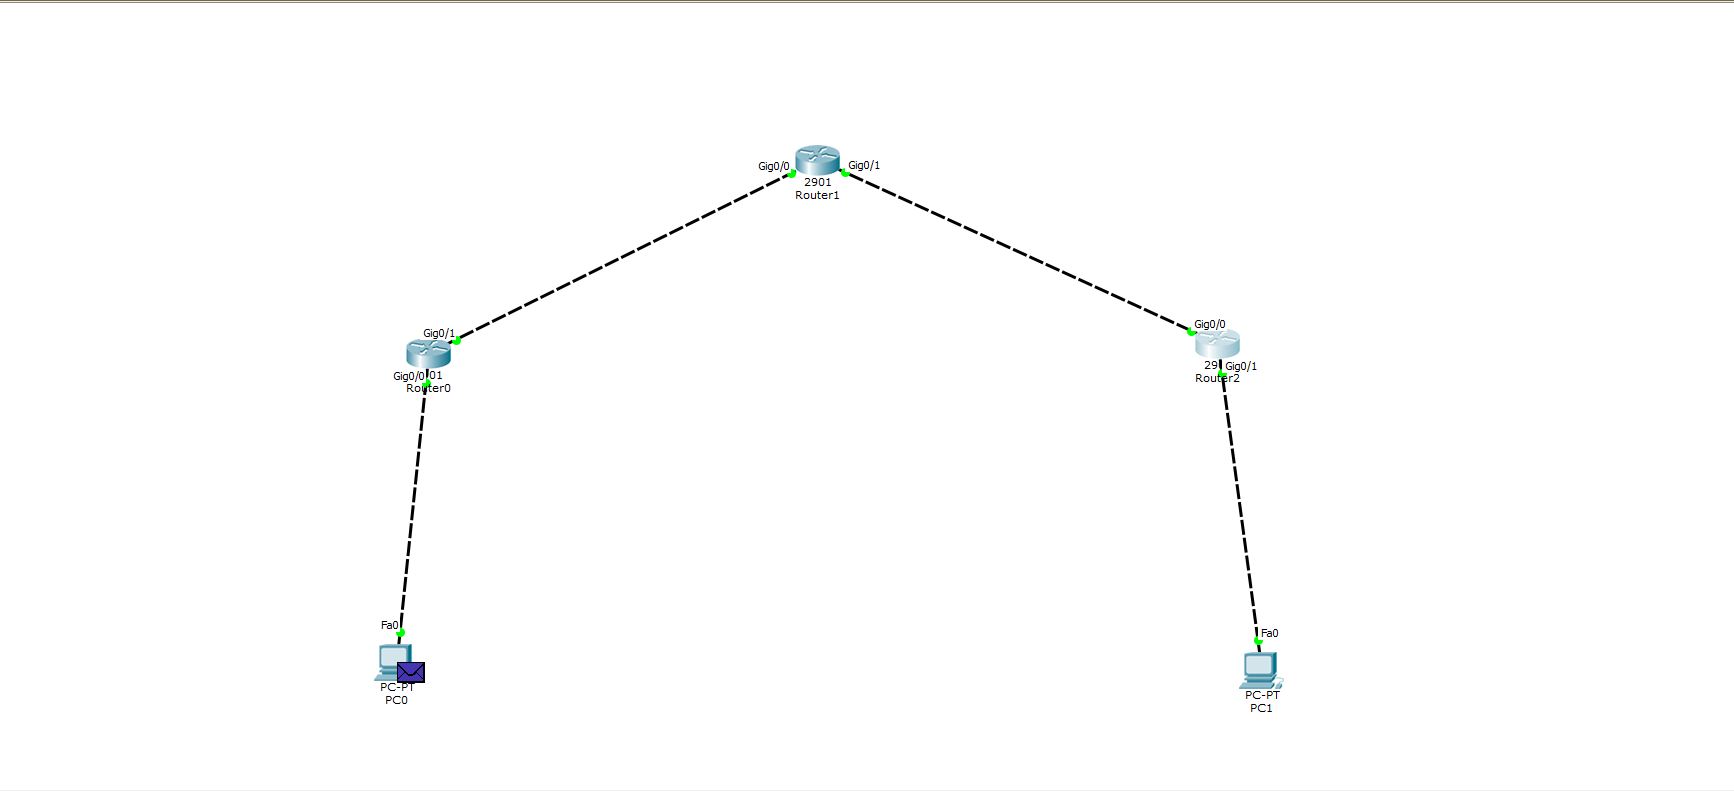 Gig0/0
Gig0/1
2901
Router1
Gig0/1
Gig0/0
01
Router0
Gig0/0
29
Gig0/1
Router2
Fa0
PC-PT
PC0
Fa0
PC-PT
PC1